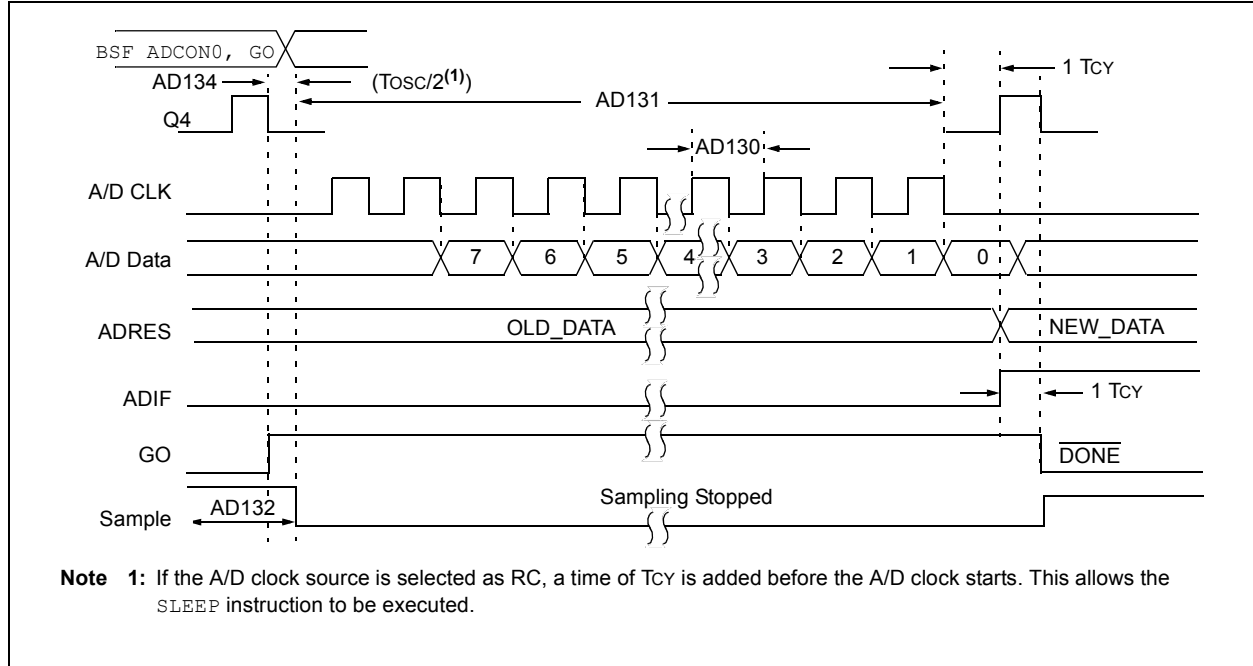 BSF ADCON0, GO
AD134
(TOSC/2(1))
AD131
1 TCY
Q4
AD130
A/D CLK
A/D Data
7 6 5 4 3 2 1 0
ADRES
OLD_DATA
NEW_DATA
ADIF
1 TCY
GO
DONE
Sampling Stopped
AD132
Sample
Note 1: If the A/D clock source is selected as RC, a time of TCY is added before the A/D clock starts. This allows the
SLEEP instruction to be executed.